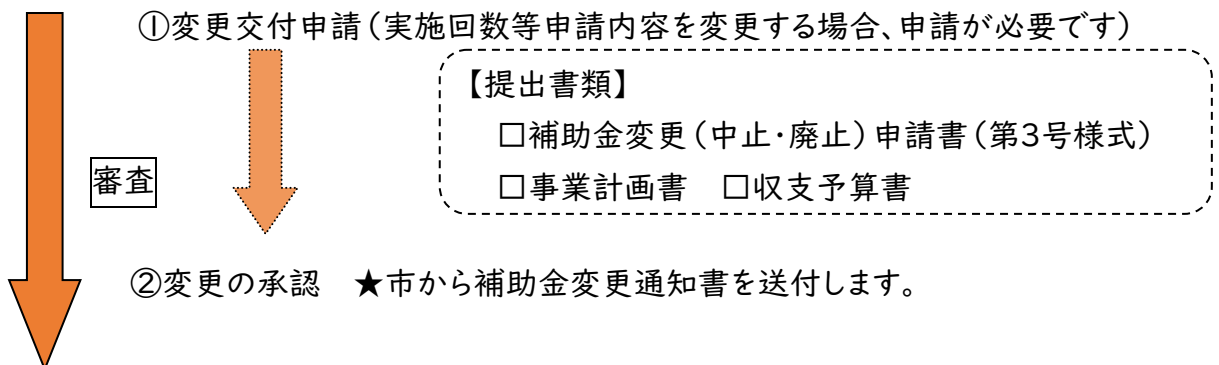 ①変更交付申請(実施回数等申請内容を変更する場合、申請が必要です)
【提出書類】
□補助金変更(中止・廃止)申請書(第3号様式)
審査
□事業計画書　□収支予算書
②変更の承認　★市から補助金変更通知書を送付します。